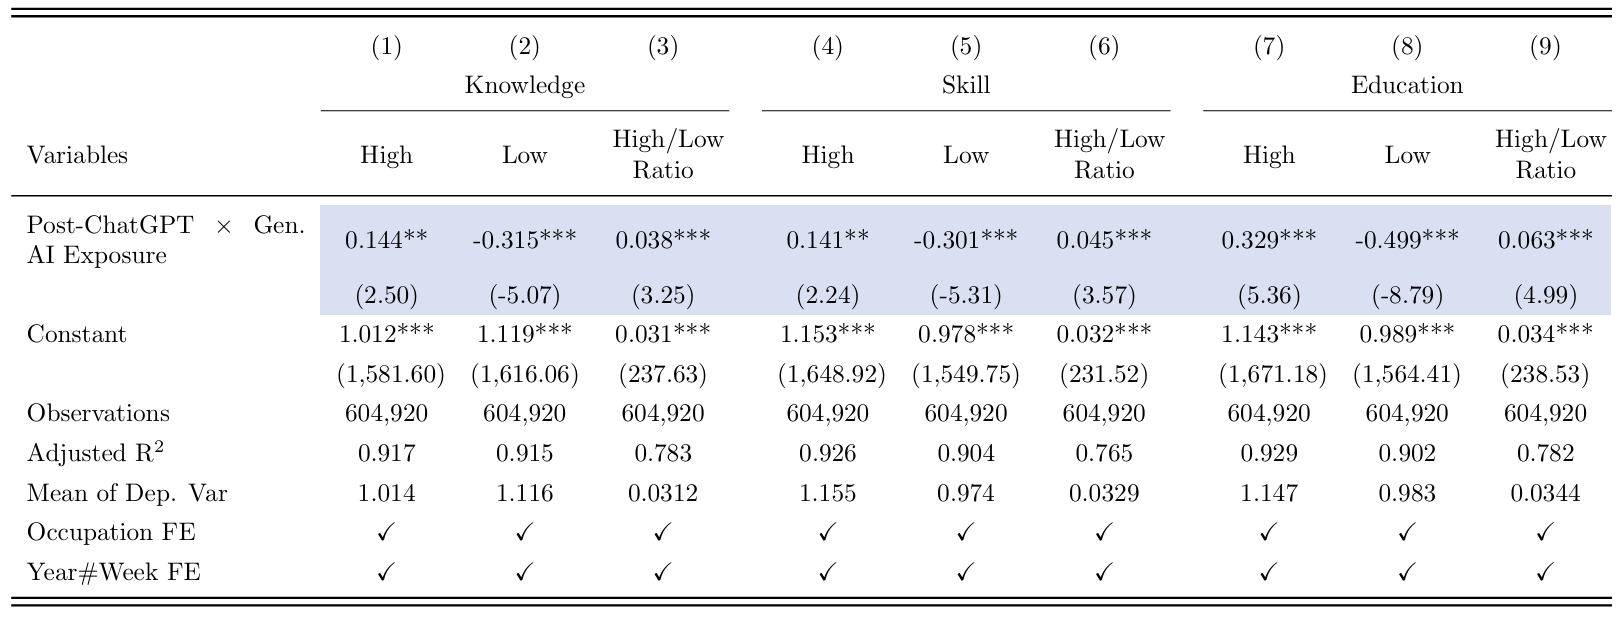 (1) (2) (3) (4) (5) (6) (7) (8) (9)
Knowledge Skill Education
Variables High Low High/Low Ratio High Low High/Low Ratio High Low High/Low Ratio
Post-ChatGPT × Gen. AI Exposure 0.144** -0.315*** 0.038*** 0.141** -0.301*** 0.045*** 0.329*** -0.499*** 0.063***
(2.50) (-5.07) (3.25) (2.24) (-5.31) (3.57) (5.36) (-8.79) (4.99)
Constant 1.012*** 1.119*** 0.031*** 1.153*** 0.978*** 0.032*** 1.143*** 0.989*** 0.034***
(1,581.60) (1,616.06) (237.63) (1,648.92) (1,549.75) (231.52) (1,671.18) (1,564.41) (238.53)
Observations 604,920 604,920 604,920 604,920 604,920 604,920 604,920 604,920 604,920
Adjusted R² 0.917 0.915 0.783 0.926 0.904 0.765 0.929 0.902 0.782
Mean of Dep. Var 1.014 1.116 0.0312 1.155 0.974 0.0329 1.147 0.983 0.0344
Occupation FE ✓ ✓ ✓ ✓ ✓ ✓ ✓ ✓ ✓
Year#Week FE ✓ ✓ ✓ ✓ ✓ ✓ ✓ ✓ ✓